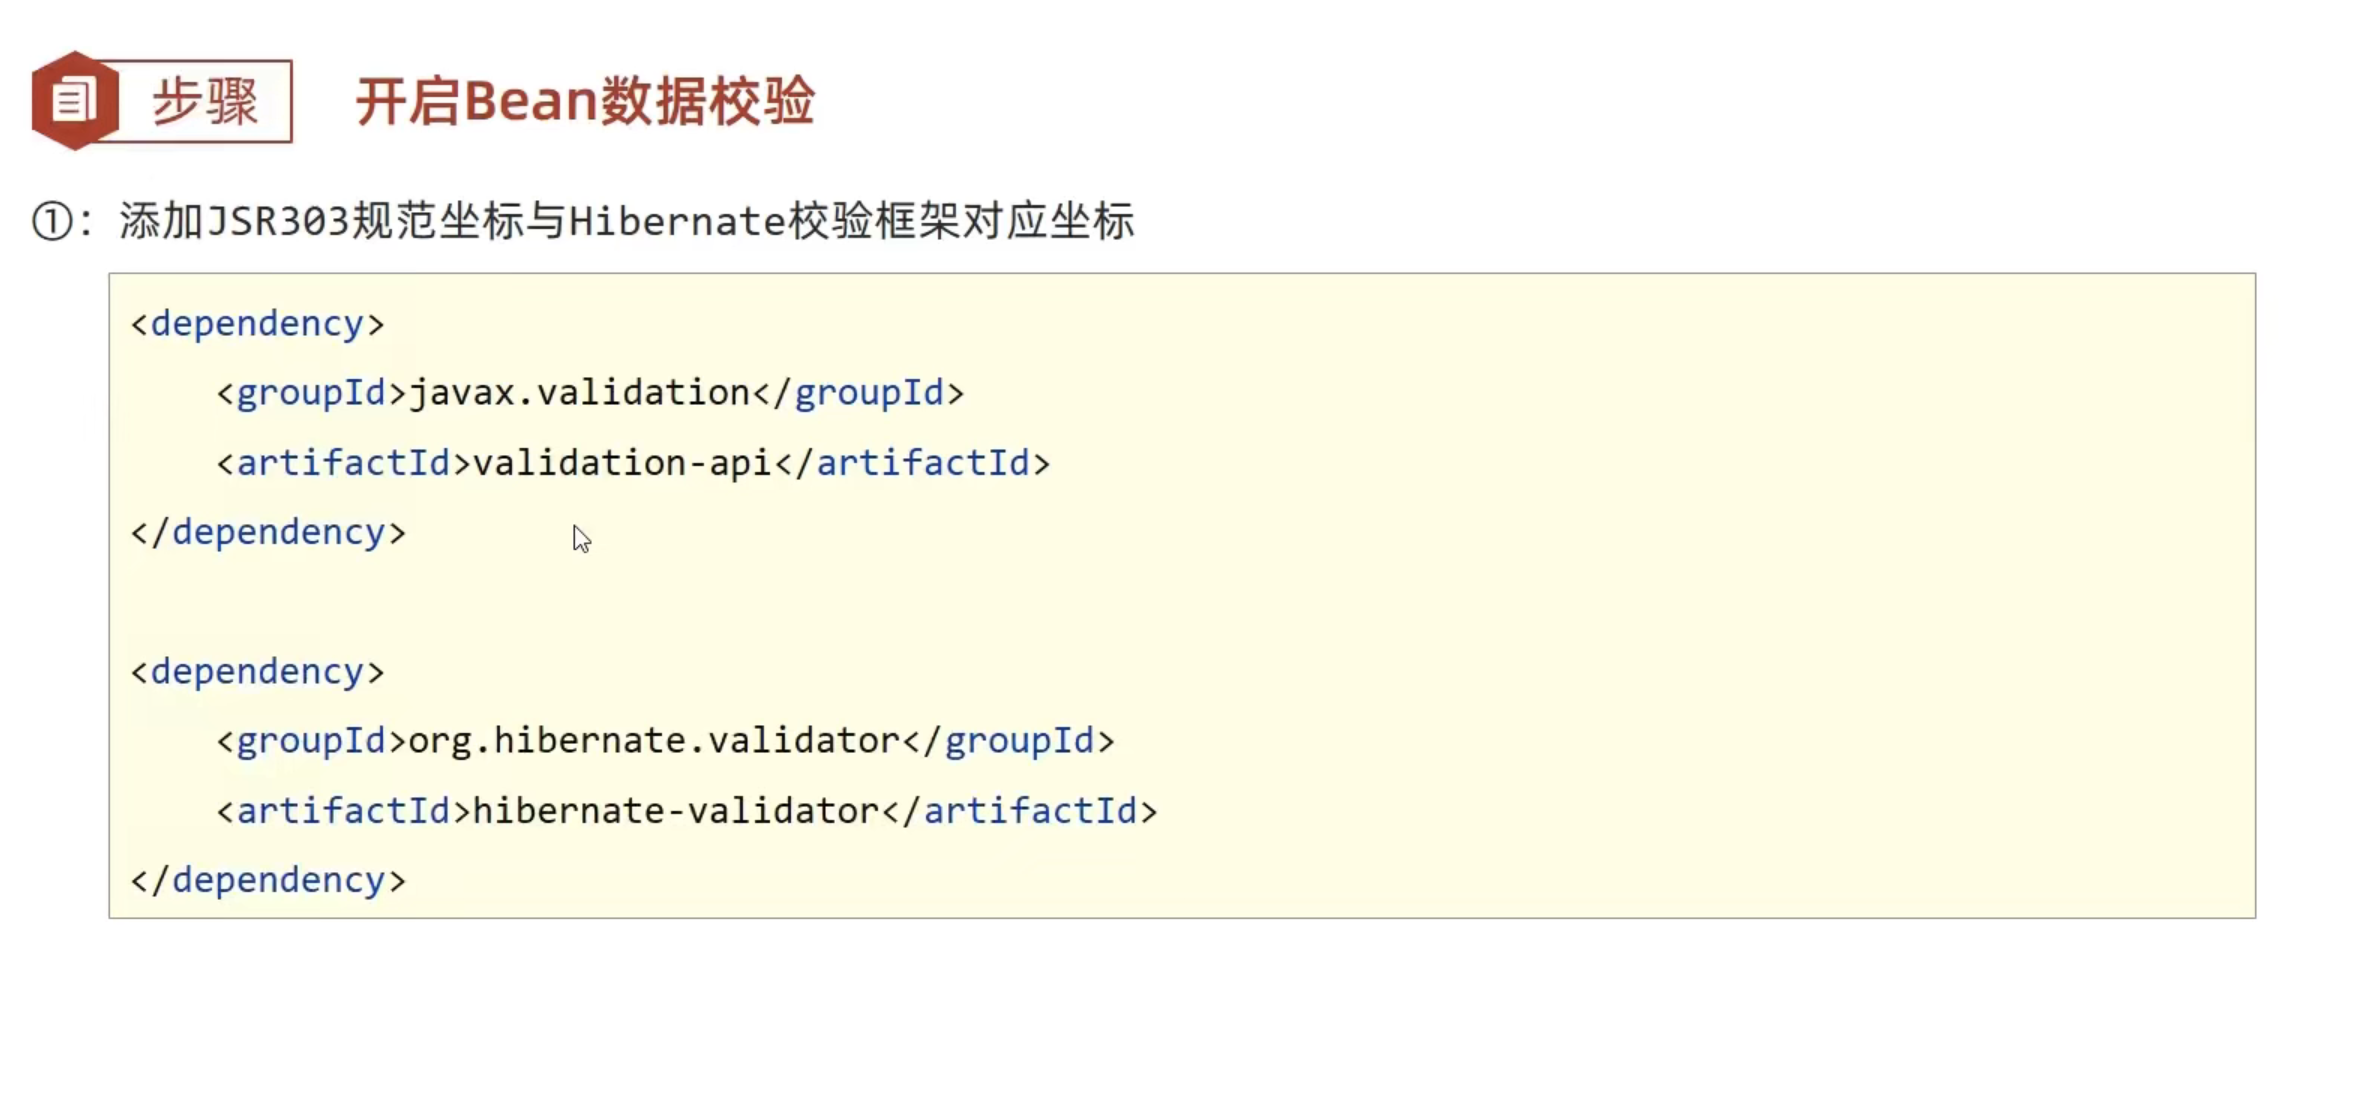 步骤
开启Bean数据校验
①：添加JSR303规范坐标与Hibernate校验框架对应坐标
<dependency>
    <groupId>javax.validation</groupId>
    <artifactId>validation-api</artifactId>
</dependency>
<dependency>
    <groupId>org.hibernate.validator</groupId>
    <artifactId>hibernate-validator</artifactId>
</dependency>